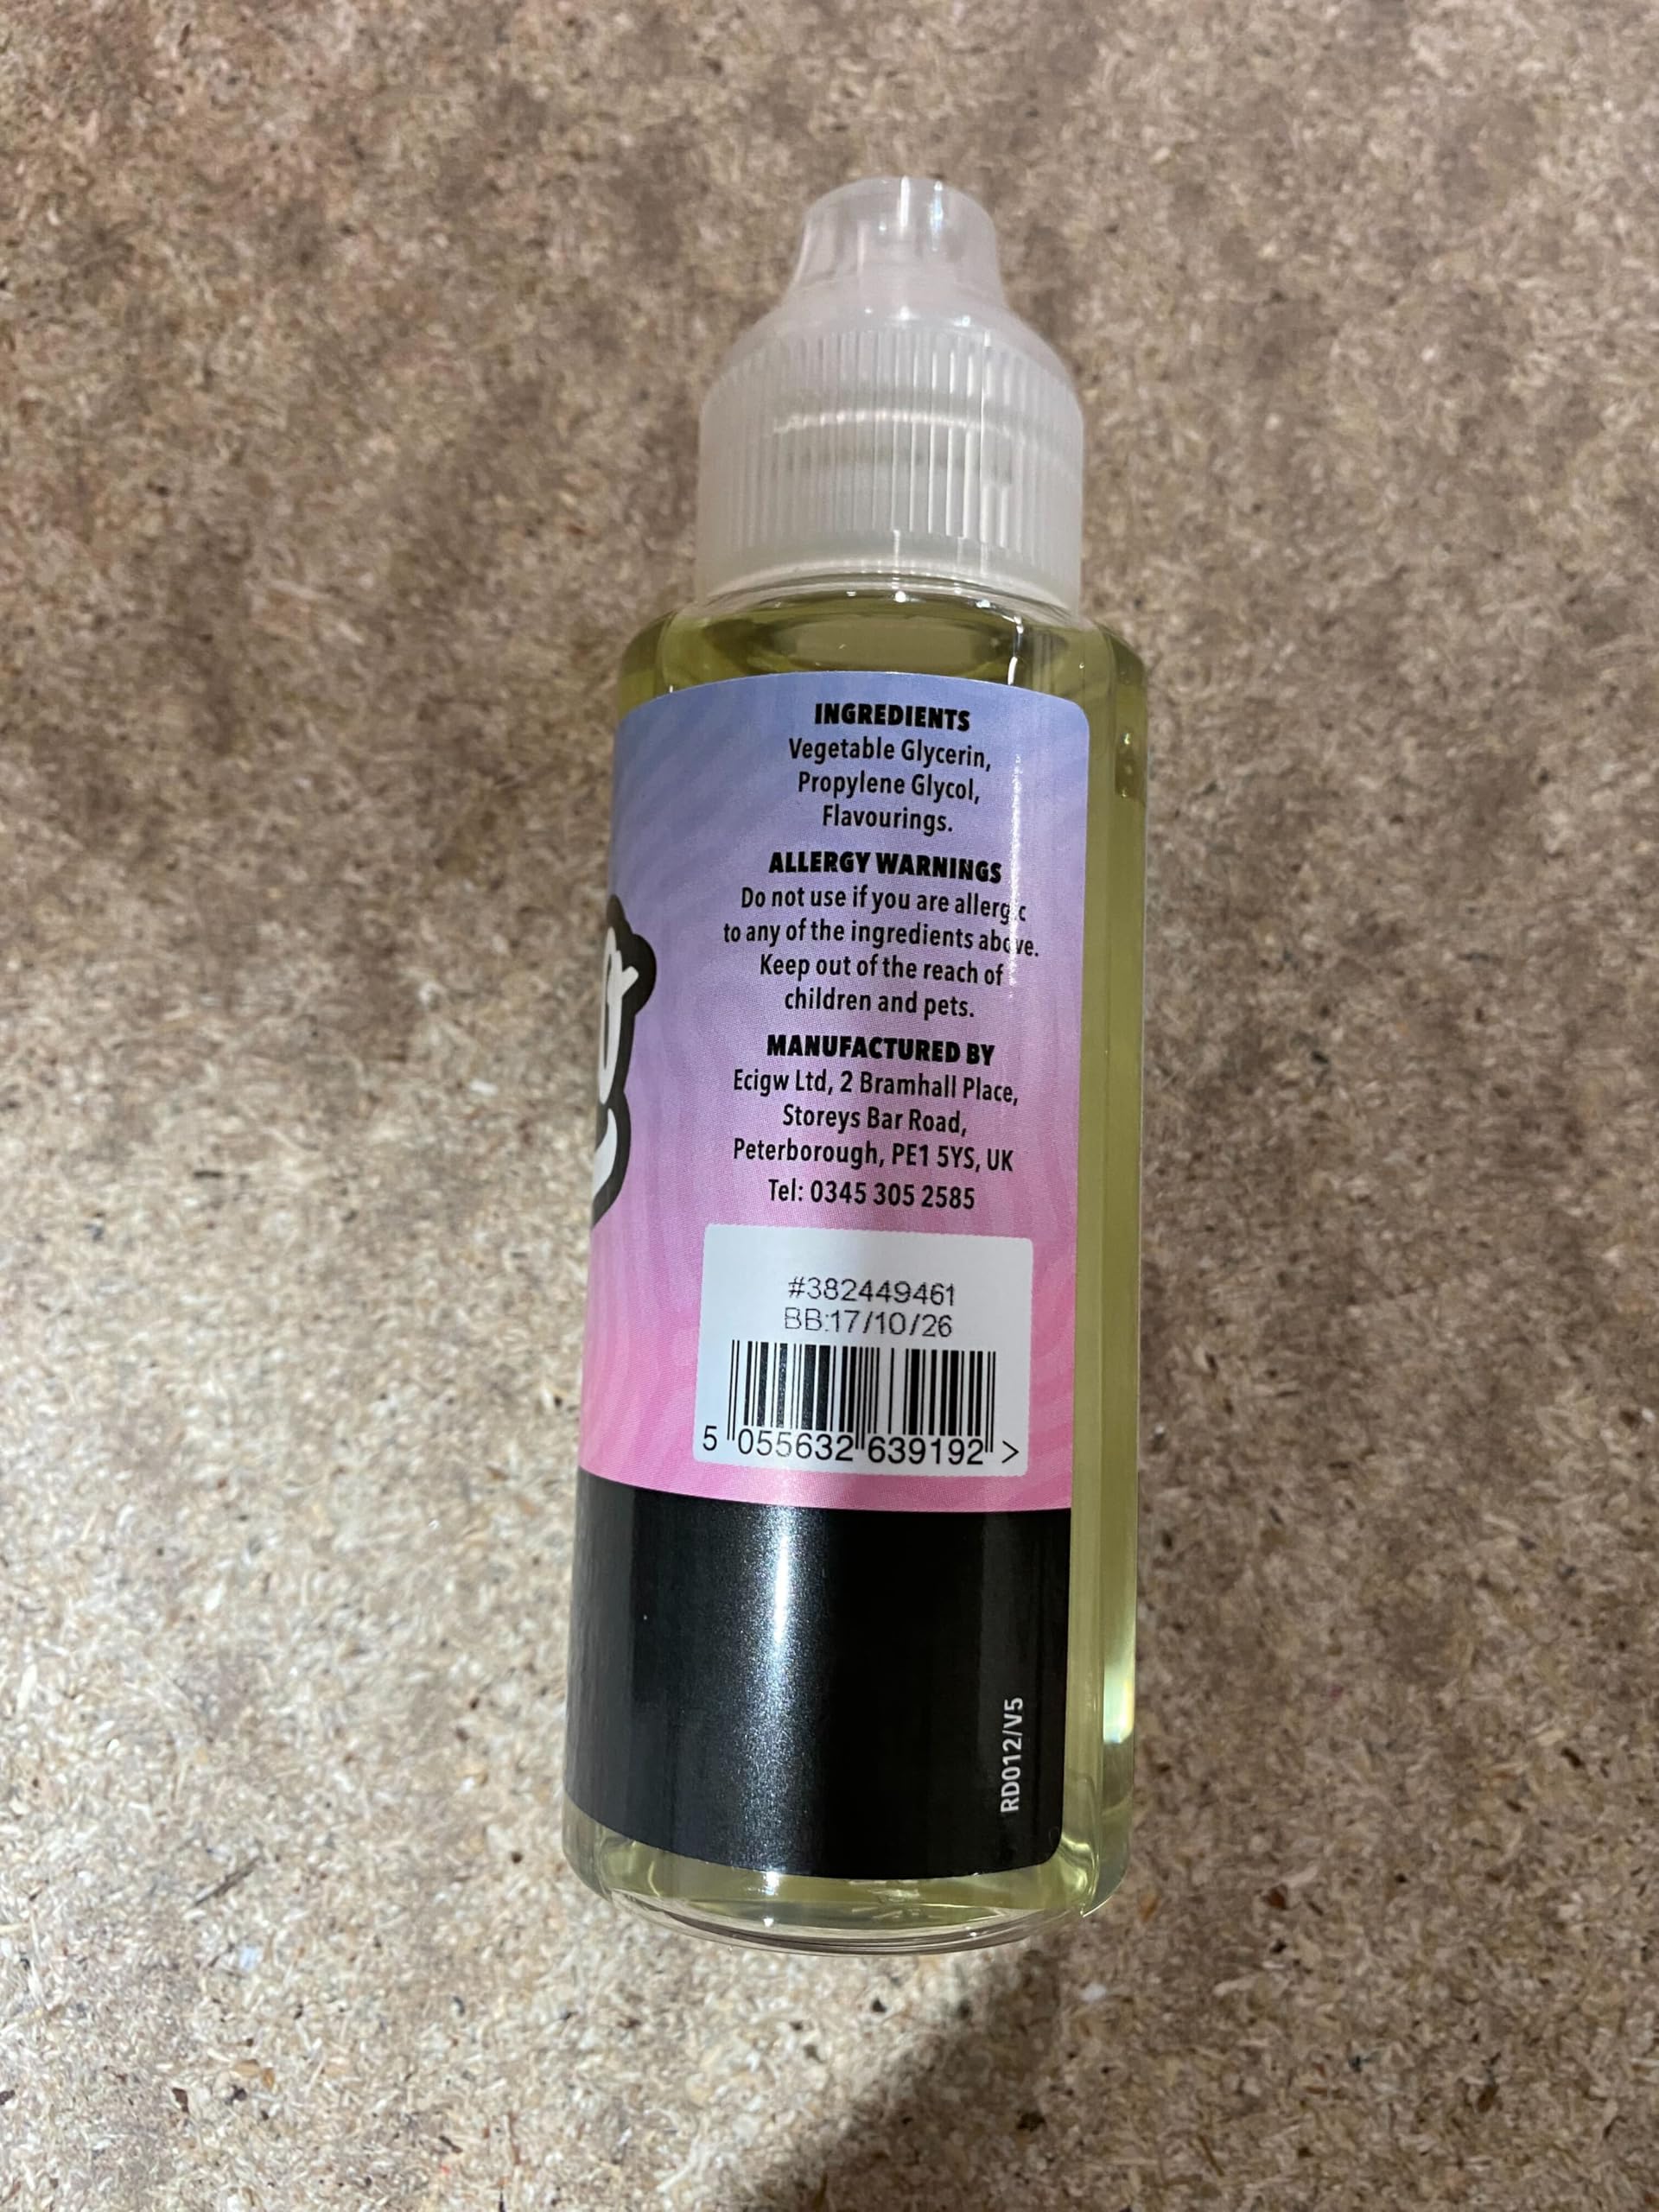 INGREDIENTS
Vegetable Glycerin,
Propylene Glycol,
Flavourings.
ALLERGY WARNINGS
Do not use if you are allergic
to any of the ingredients above.
Keep out of the reach of
children and pets.
MANUFACTURED BY
Ecigw Ltd, 2 Bramhall Place,
Storeys Bar Road,
Peterborough, PE1 5YS, UK
Tel: 0345 305 2585
#382449461
BB:17/10/26
5 055632 639192 >
RD012/V5